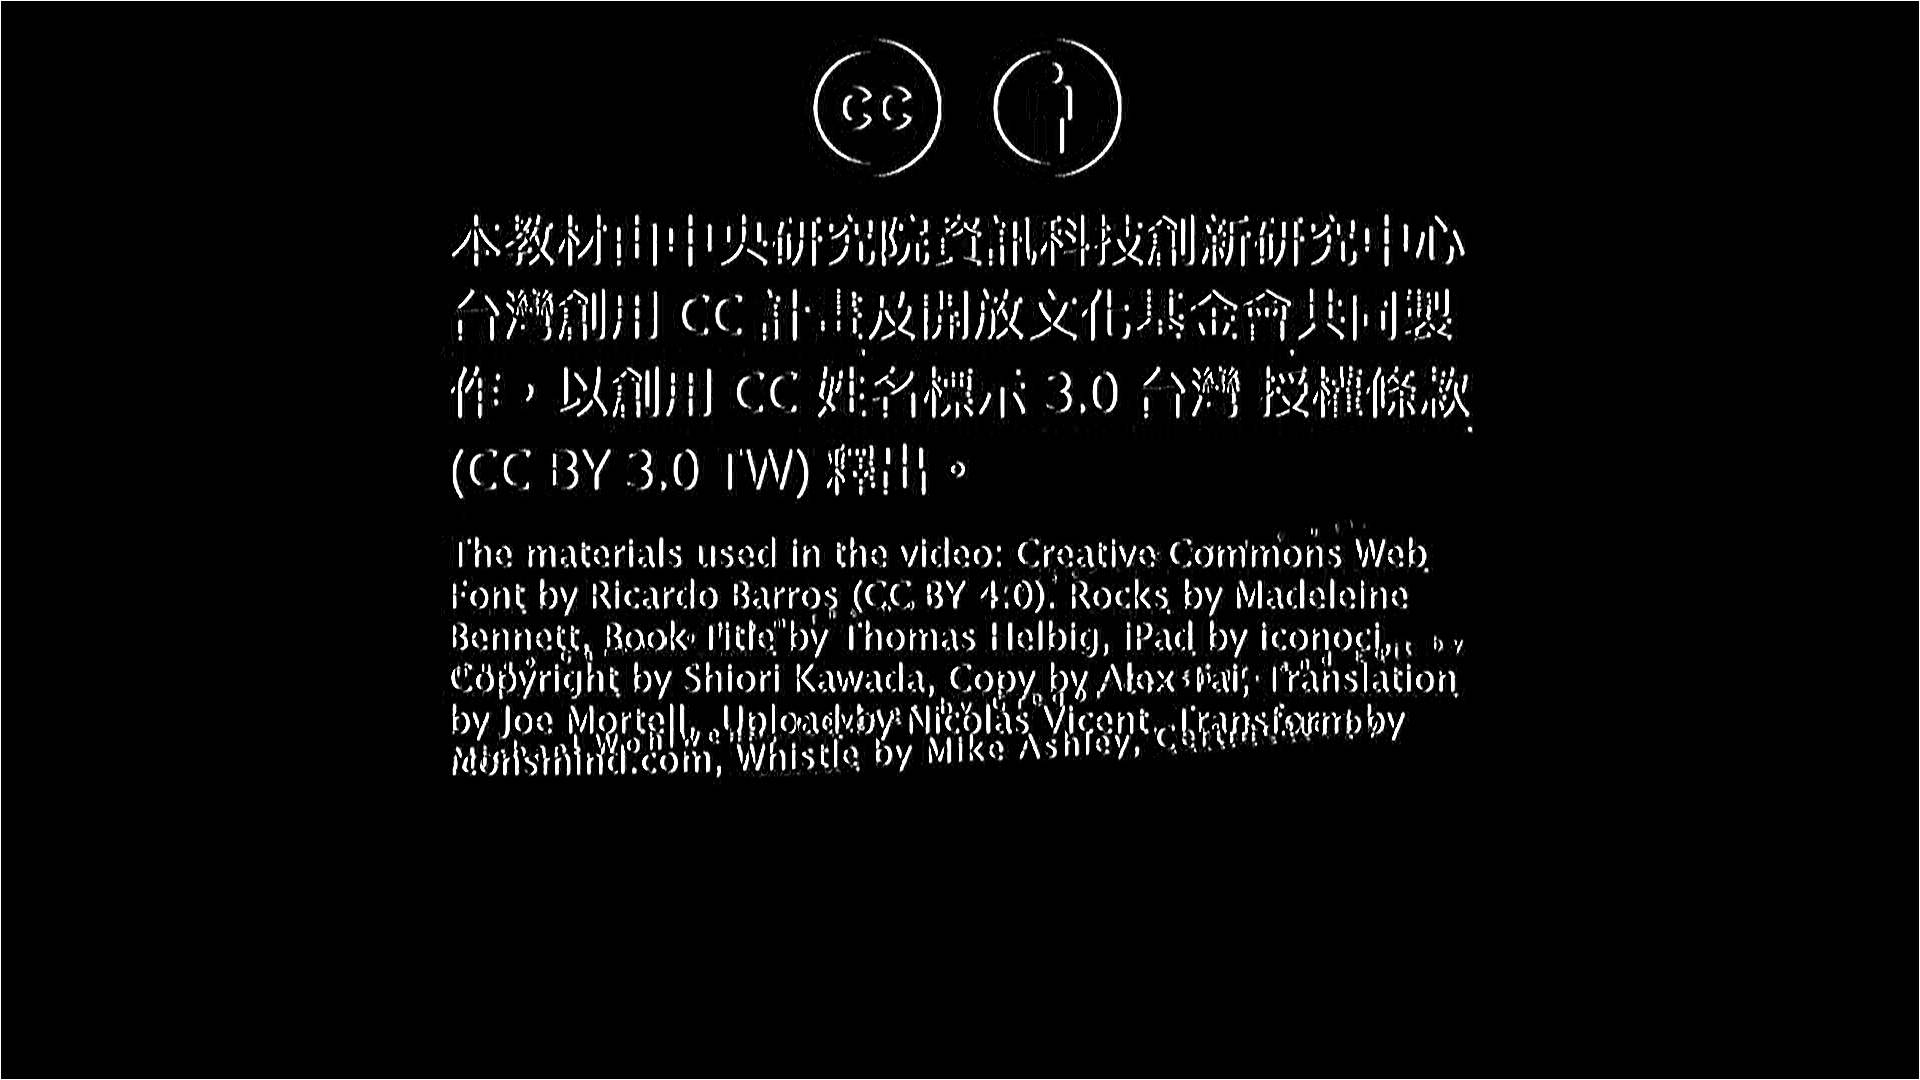 cc
本教材由中央研究院資訊科技創新研究中心
台灣創用 CC 計畫及開放文化基金會共同製
作，以創用 CC 姓名標示 3.0 台灣 授權條款
(CC BY 3.0 TW) 釋出。
The materials used in the video: Creative Commons Web
Font by Ricardo Barros (CC BY 4.0). Rocks by Madeleine
Bennett, Book Title by Thomas Helbig, iPad by iconoci,
Copyright by Shiori Kawada, Copy by Alex Tai, Translation
by Joe Mortell, Upload by Nicolás Vicent, Transform by
Monsmind.com, Whistle by Mike Ashley,